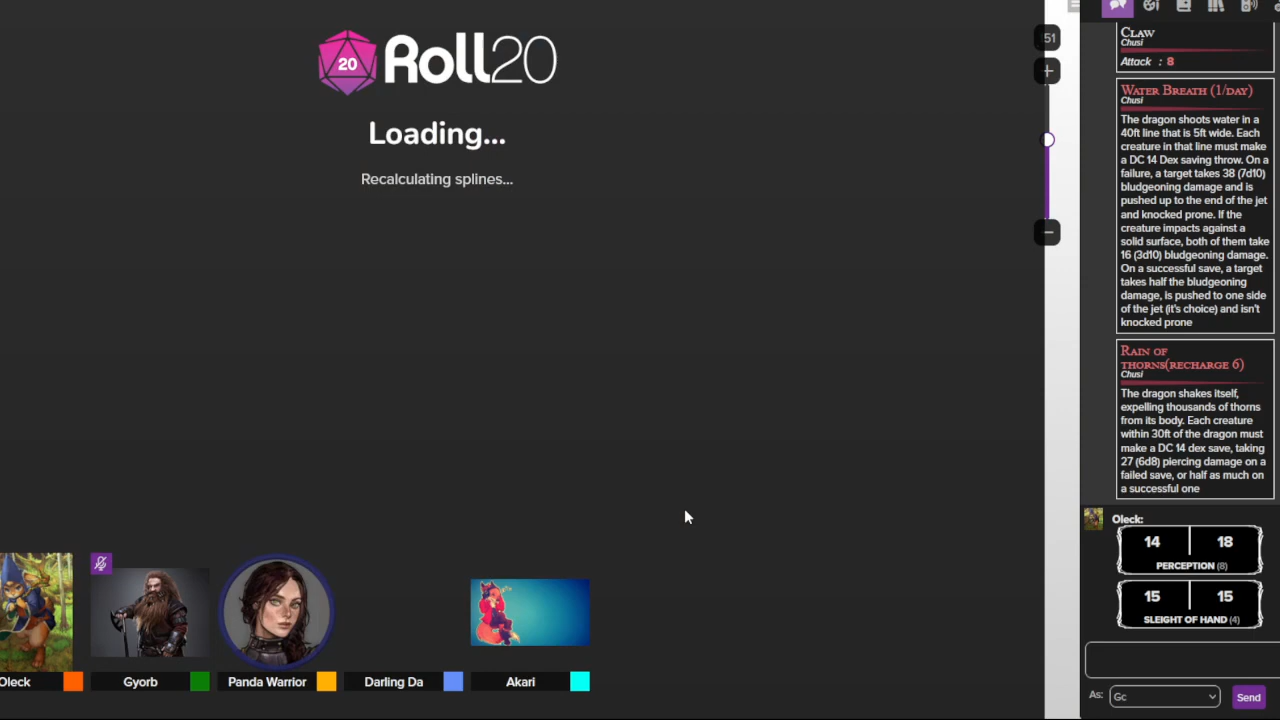 20
Roll20
Loading...
Recalculating splines...
51
Claw
Chusi
Attack : 8
Water Breath (1/day)
Chusi
The dragon shoots water in a
40ft line that is 5ft wide. Each
creature in that line must make
a DC 14 Dex saving throw. On a
failure, a target takes 38 (7d10)
bludgeoning damage and is
pushed up to the end of the jet
and knocked prone. If the
creature impacts against a
solid surface, both of them take
16 (3d10) bludgeoning damage.
On a successful save, a target
takes half the bludgeoning
damage, is pushed to one side
of the jet (it's choice) and isn't
knocked prone
Rain of
thorns(recharge 6)
Chusi
The dragon shakes itself,
expelling thousands of thorns
from its body. Each creature
within 30ft of the dragon must
make a DC 14 dex save, taking
27 (6d8) piercing damage on a
failed save, or half as much on
a successful one
Oleck:
14 18
PERCEPTION (8)
15 15
SLEIGHT OF HAND (4)
Oleck
Gyorb
Panda Warrior
Darling Da
Akari
As: Gc
Send